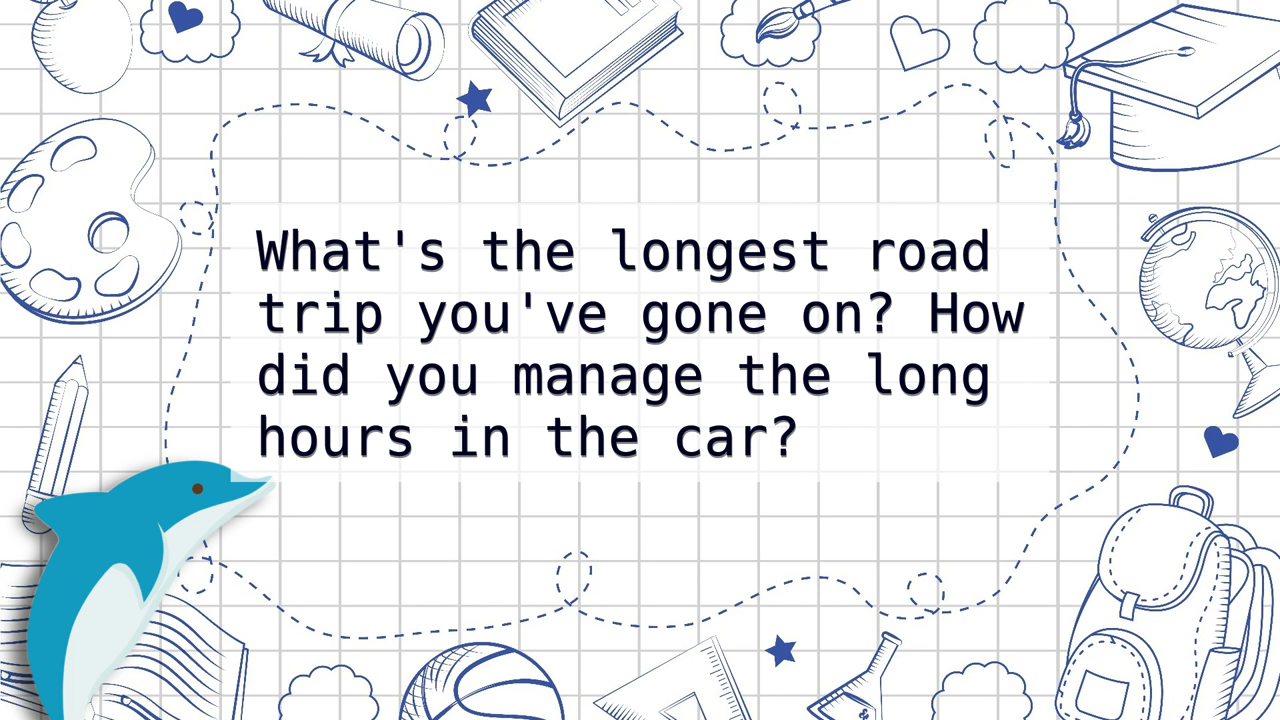 What's the longest road
trip you've gone on? How
did you manage the long
hours in the car?